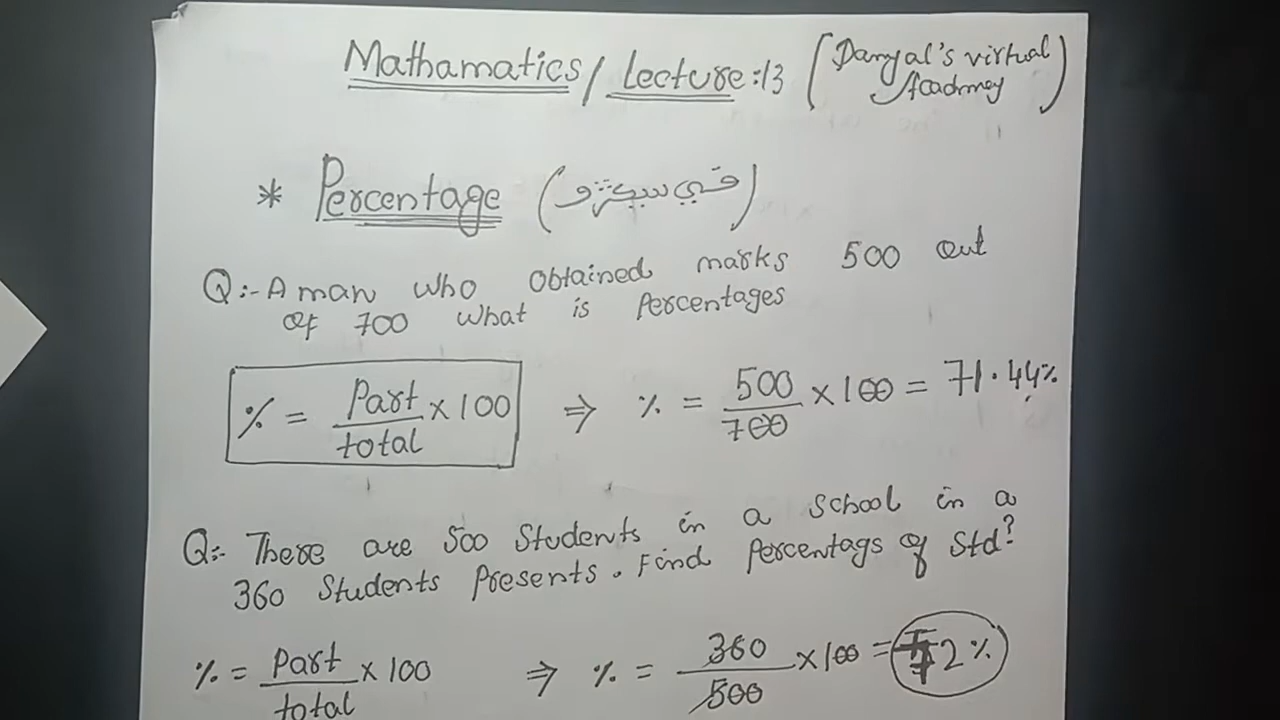 Mathamatics / Lecture:13 (Danyal's virtual Acadmey)
* Percentage
Q:- A man who obtained marks 500 out
of 700 what is Percentages
% = Part/total x 100 ⇒ % = 500/700 x 100 = 71.44%
Q:- There are 500 Students in a School in a
360 Students Presents. Find Percentags of Std?
% = Part/total x 100 ⇒ % = 360/500 x 100 = 72%